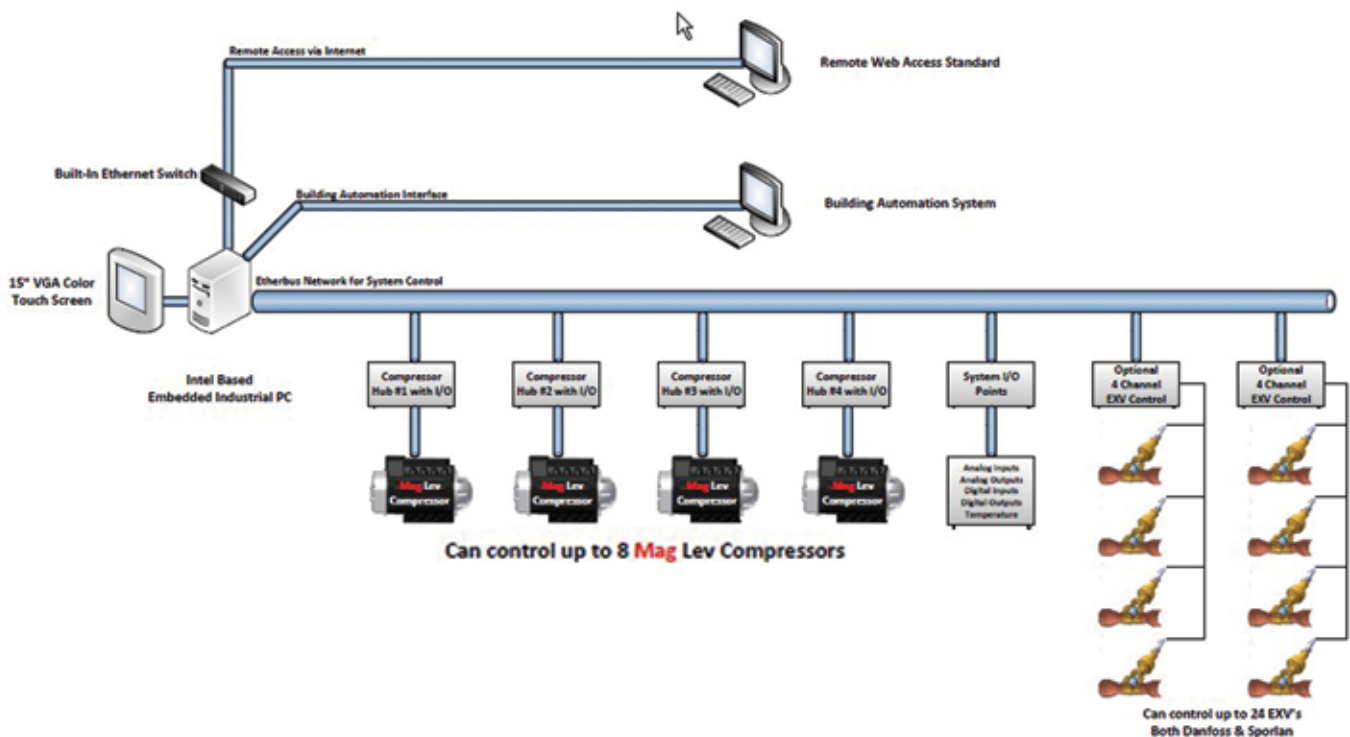 Remote Access via Internet
Remote Web Access Standard
Built-In Ethernet Switch
Building Automation Interface
Building Automation System
15" VGA Color
Touch Screen
Etherbus Network for System Control
Intel Based
Embedded Industrial PC
Compressor
Hub #1 with I/O
Compressor
Hub #2 with I/O
Compressor
Hub #3 with I/O
Compressor
Hub #4 with I/O
System I/O
Points
Optional
4 Channel
EXV Control
Optional
4 Channel
EXV Control
Mag Lev
Compressor
Mag Lev
Compressor
Mag Lev
Compressor
Mag Lev
Compressor
Analog Inputs
Analog Outputs
Digital Inputs
Digital Outputs
Temperature
Can control up to 8 Mag Lev Compressors
Can control up to 24 EXV's
Both Danfoss & Sporlan